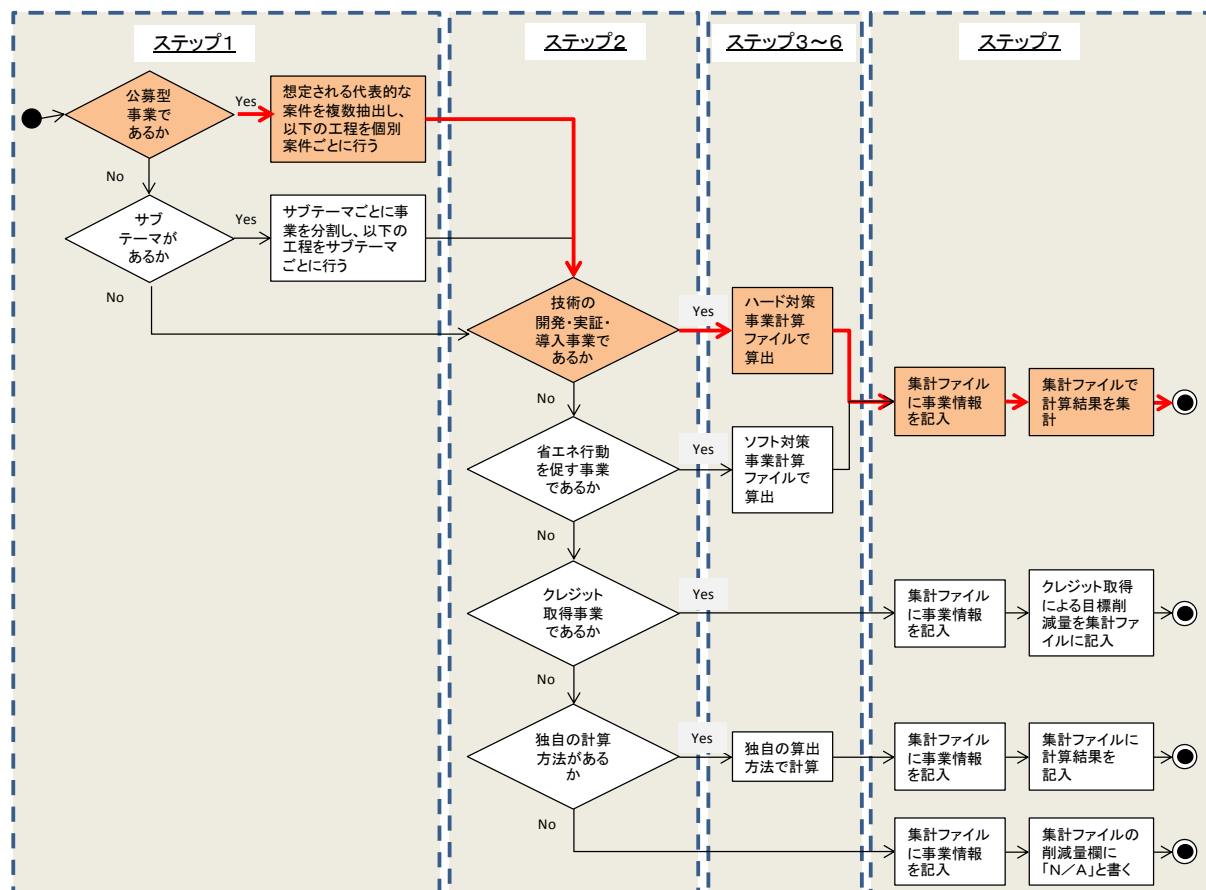 ステップ1
ステップ2
ステップ3～6
ステップ7
公募型
事業で
あるか
Yes
想定される代表的な
案件を複数抽出し、
以下の工程を個別
案件ごとに行う
No
サブ
テーマが
あるか
Yes
サブテーマごとに事
業を分割し、以下の
工程をサブテーマ
ごとに行う
No
技術の
開発・実証・
導入事業で
あるか
Yes
ハード対策
事業計算
ファイルで
算出
集計ファイル
に事業情報
を記入
集計ファイルで
計算結果を集
計
No
省エネ行動
を促す事業
であるか
Yes
ソフト対策
事業計算
ファイルで
算出
No
クレジット
取得事業
であるか
Yes
集計ファイル
に事業情報
を記入
クレジット取得
による目標削
減量を集計ファ
イルに記入
No
独自の計算
方法がある
か
Yes
独自の算出
方法で計算
集計ファイル
に事業情報
を記入
集計ファイルに
計算結果を
記入
No
集計ファイル
に事業情報
を記入
集計ファイルの
削減量欄に
「N／A」と書く